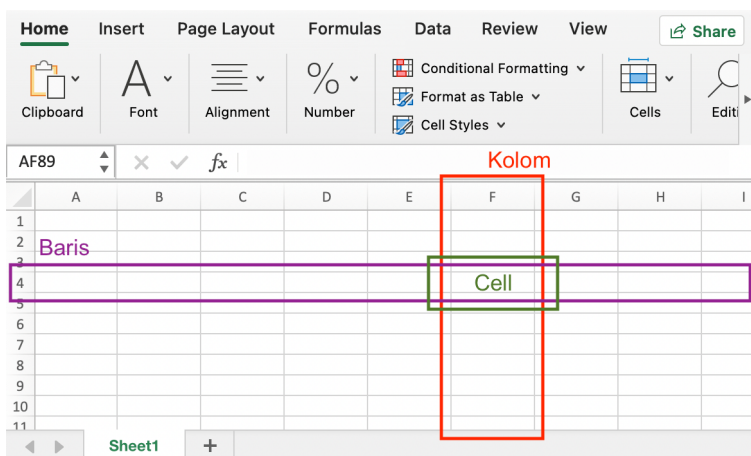 Home Insert Page Layout Formulas Data Review View Share
Conditional Formatting
Format as Table
Cell Styles
Clipboard Font Alignment Number Cells Editi
AF89 fx Kolom
A B C D E F G H I
1
2 Baris
3
4 Cell
5
6
7
8
9
10
11
Sheet1 +